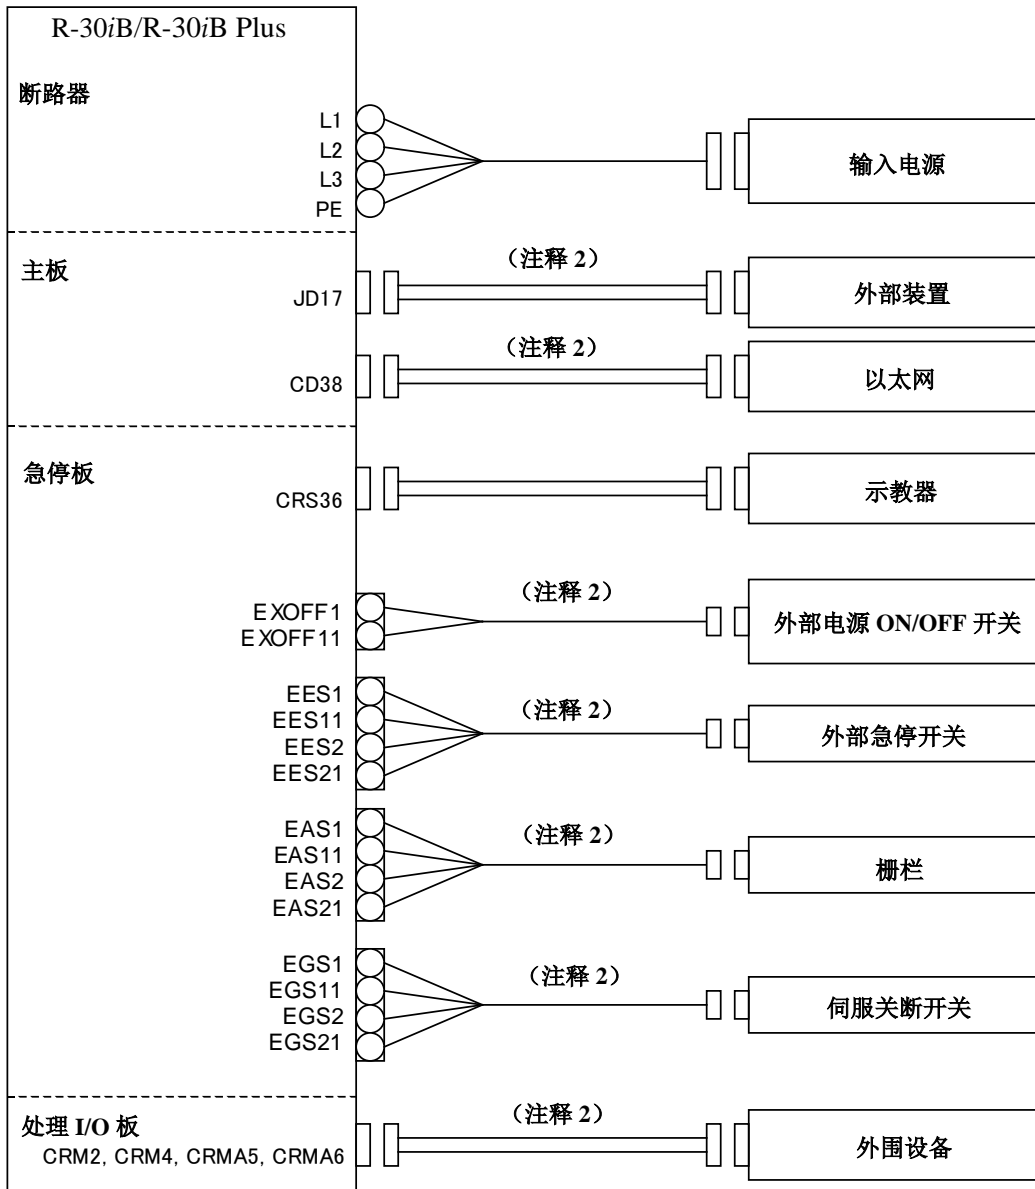 R-30iB/R-30iB Plus
断路器
L1
L2
L3
PE
输入电源
主板
（注释 2）
JD17
外部装置
（注释 2）
CD38
以太网
急停板
CRS36
示教器
（注释 2）
EXOFF1
EXOFF11
外部电源 ON/OFF 开关
EES1
（注释 2）
EES11
EES2
EES21
外部急停开关
EAS1
（注释 2）
EAS11
EAS2
EAS21
栅栏
EGS1
（注释 2）
EGS11
EGS2
EGS21
伺服关断开关
处理 I/O 板
（注释 2）
CRM2, CRM4, CRMA5, CRMA6
外围设备